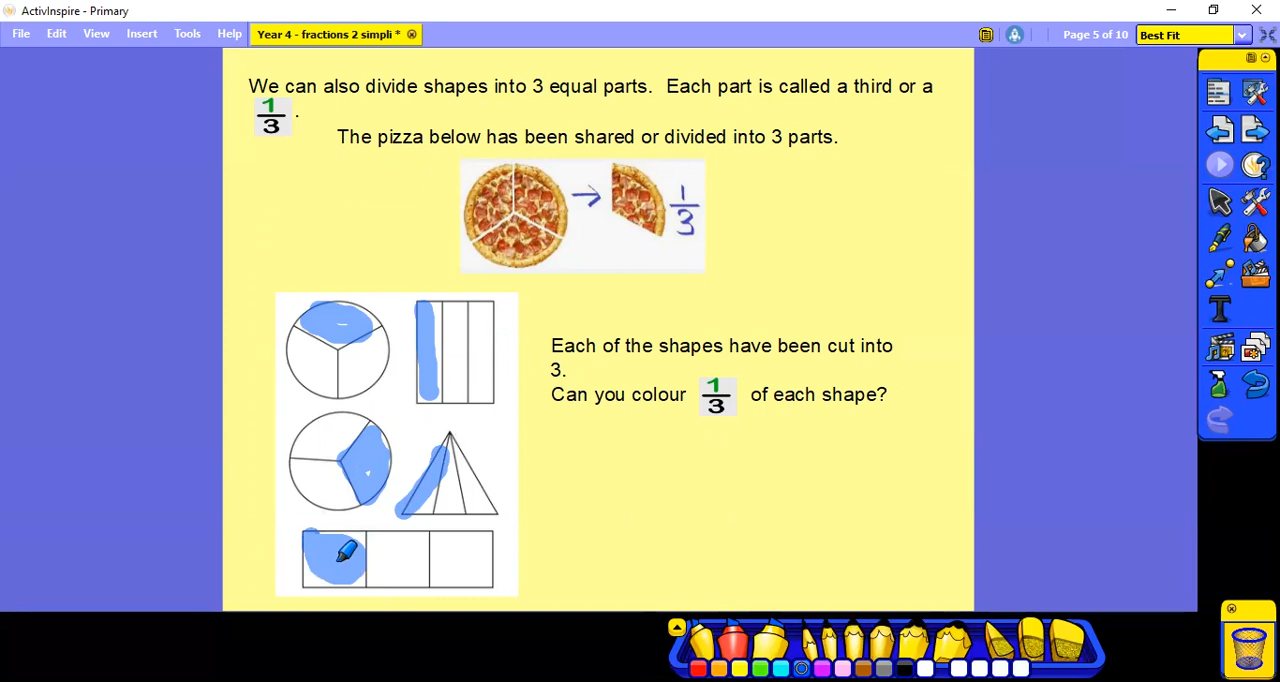 ActivInspire - Primary
File Edit View Insert Tools Help Year 4 - fractions 2 simpli * Page 5 of 10 Best Fit
We can also divide shapes into 3 equal parts. Each part is called a third or a
1/3 .
The pizza below has been shared or divided into 3 parts.
1/3
Each of the shapes have been cut into
3.
Can you colour 1/3 of each shape?